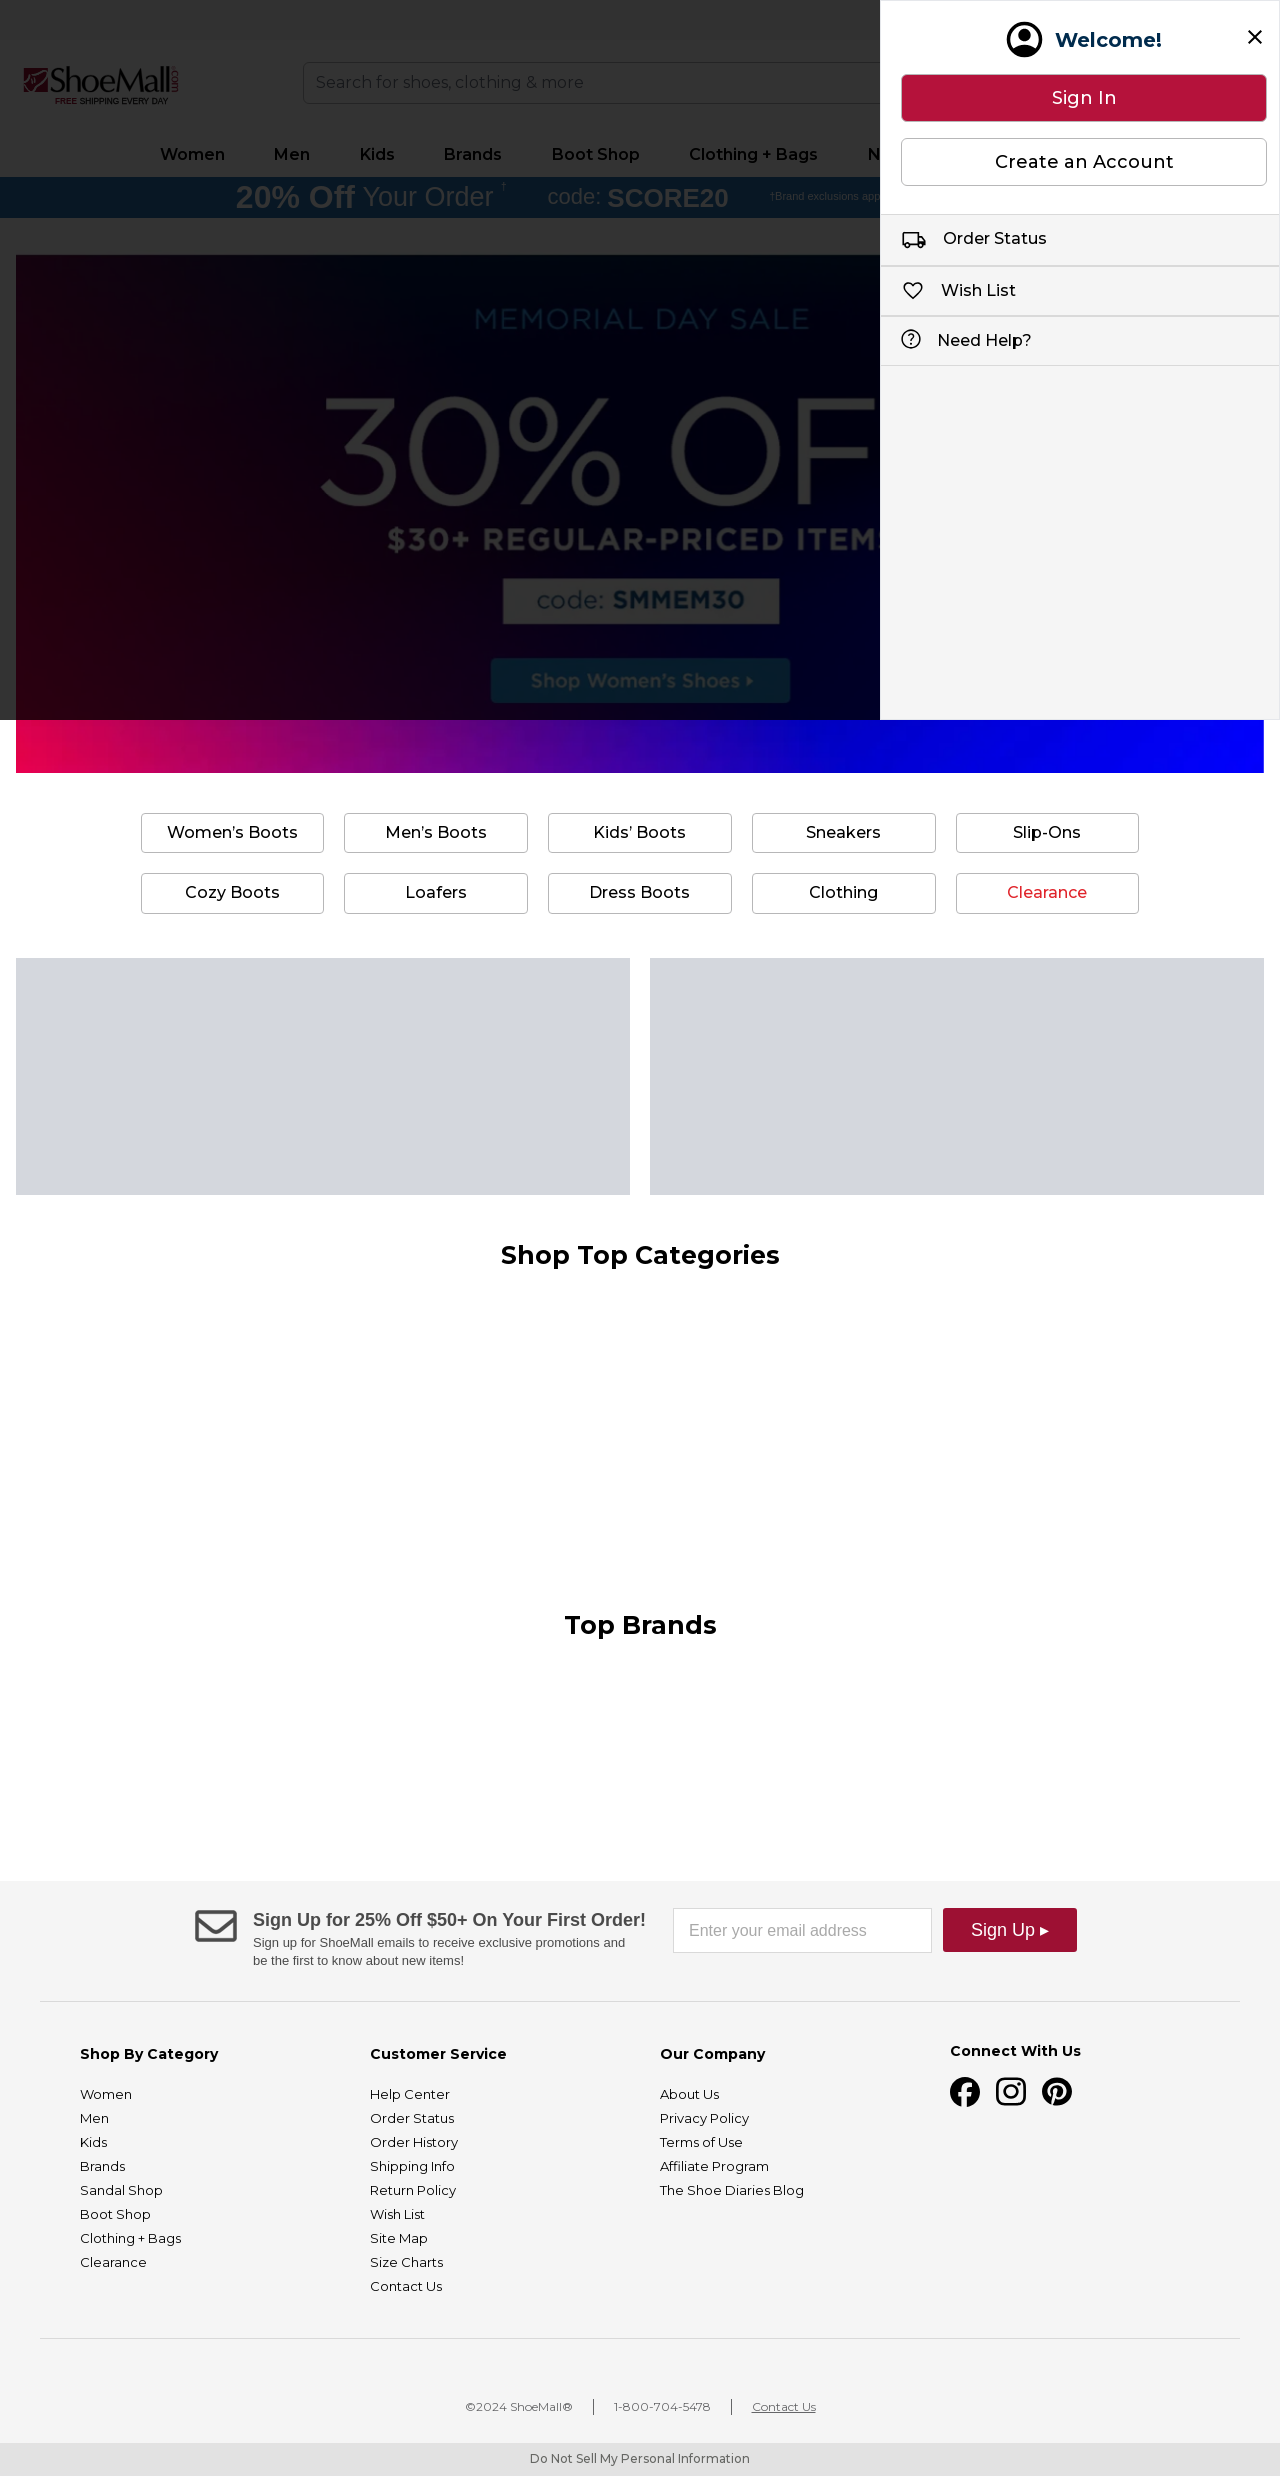 ShoeMall.com
FREE SHIPPING EVERY DAY
Search for shoes, clothing & more
Women Men Kids Brands Boot Shop Clothing + Bags N
20% Off Your Order † code: SCORE20 †Brand exclusions app
MEMORIAL DAY SALE
30% OF
$30+ REGULAR-PRICED ITEMS
code: SMMEM30
Shop Women's Shoes
Welcome!
Sign In
Create an Account
Order Status
Wish List
Need Help?
Women’s Boots Men’s Boots Kids’ Boots Sneakers Slip-Ons
Cozy Boots Loafers Dress Boots Clothing Clearance
Shop Top Categories
Top Brands
Sign Up for 25% Off $50+ On Your First Order!
Sign up for ShoeMall emails to receive exclusive promotions and
be the first to know about new items!
Enter your email address
Sign Up ▸
Shop By Category
Women
Men
Kids
Brands
Sandal Shop
Boot Shop
Clothing + Bags
Clearance
Customer Service
Help Center
Order Status
Order History
Shipping Info
Return Policy
Wish List
Site Map
Size Charts
Contact Us
Our Company
About Us
Privacy Policy
Terms of Use
Affiliate Program
The Shoe Diaries Blog
Connect With Us
©2024 ShoeMall® 1-800-704-5478 Contact Us
Do Not Sell My Personal Information